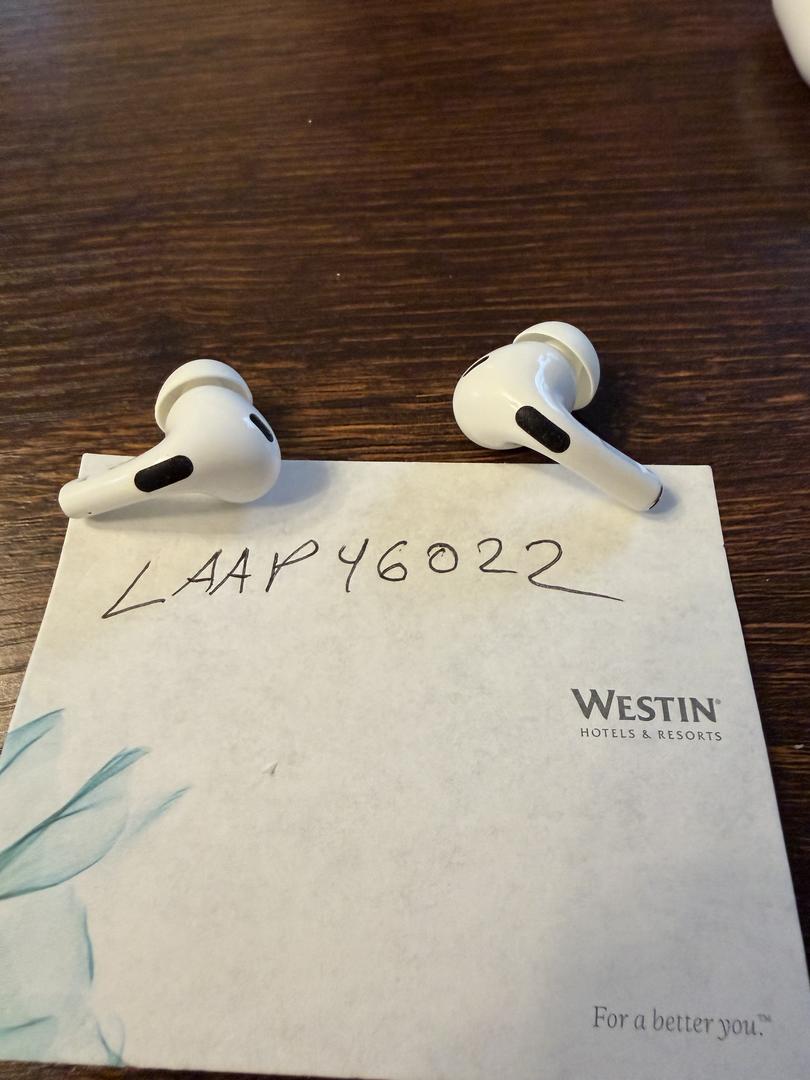 LAAP46022
WESTIN®
HOTELS & RESORTS
For a better you.™